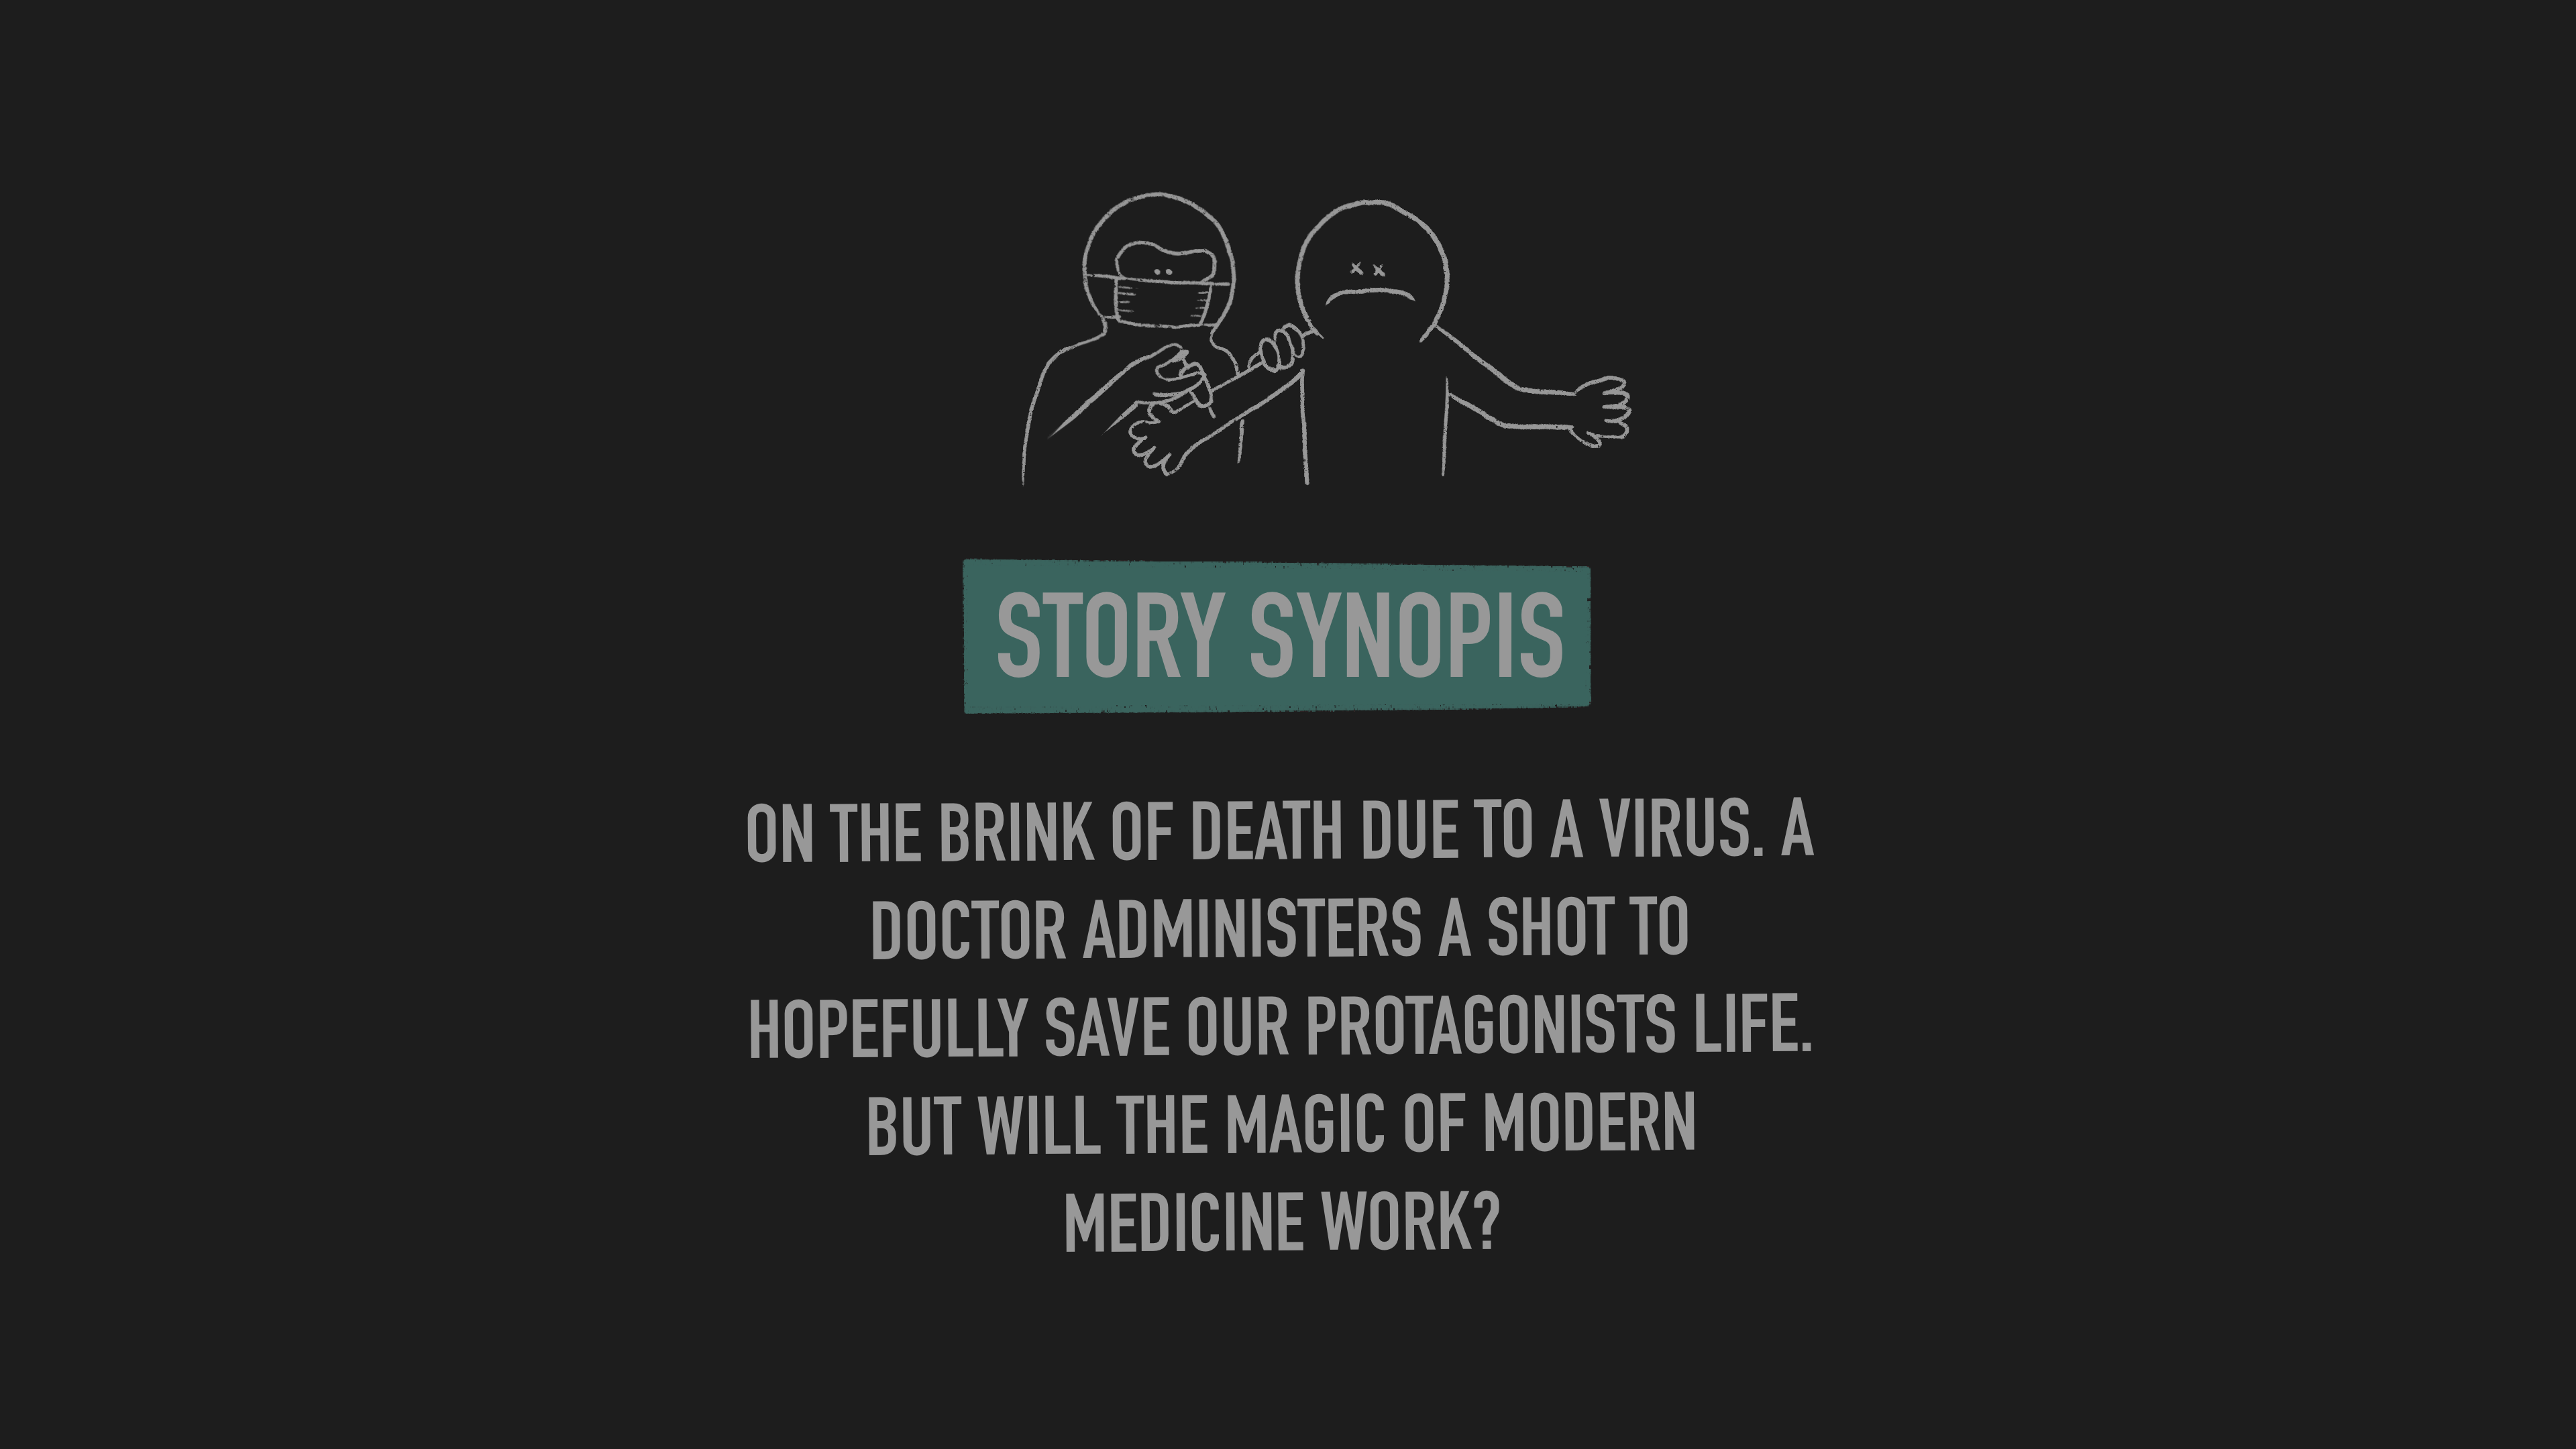 STORY SYNOPIS
ON THE BRINK OF DEATH DUE TO A VIRUS. A
DOCTOR ADMINISTERS A SHOT TO
HOPEFULLY SAVE OUR PROTAGONISTS LIFE.
BUT WILL THE MAGIC OF MODERN
MEDICINE WORK?